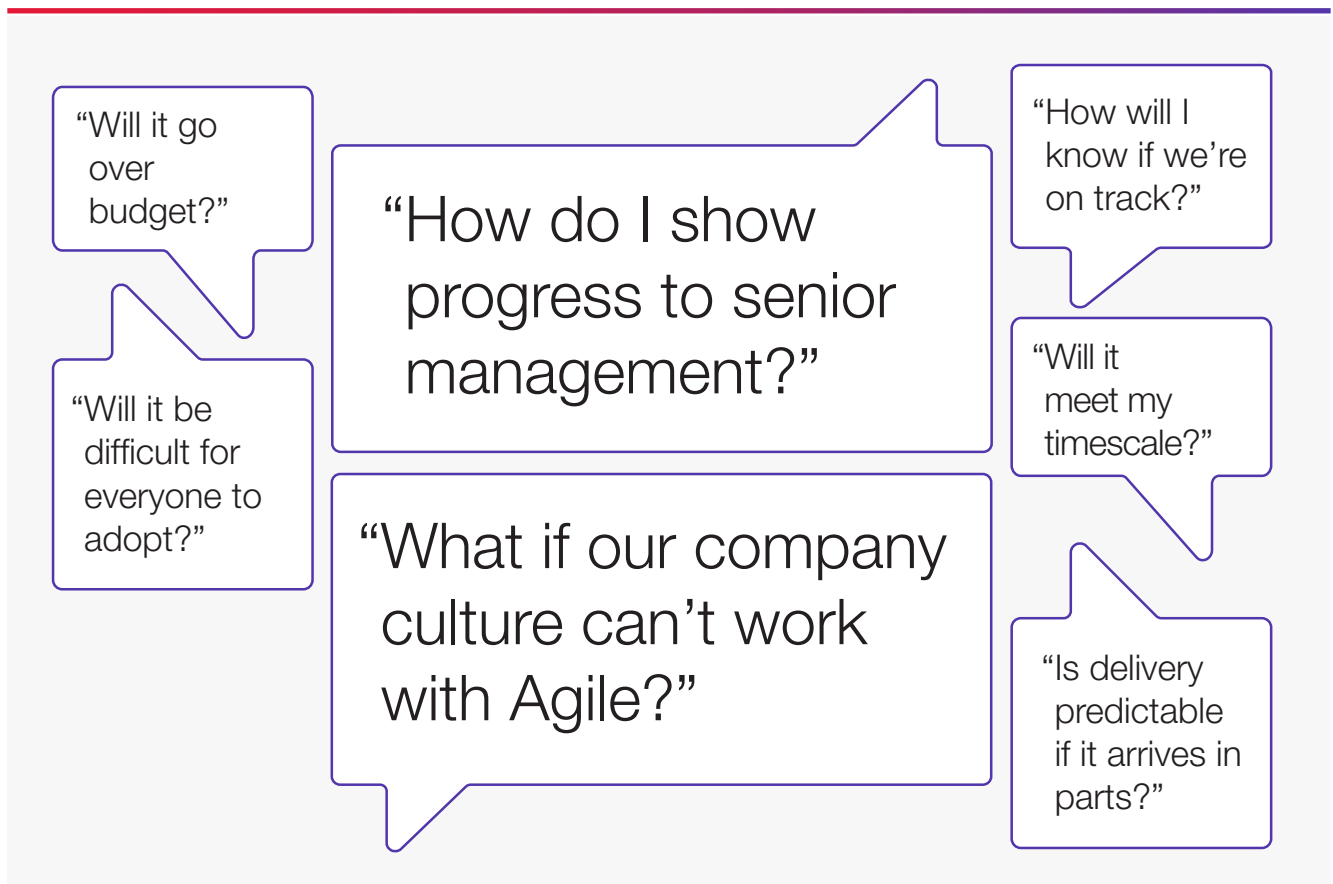 “Will it go
over
budget?”
“How do I show
progress to senior
management?”
“How will I
know if we’re
on track?”
“Will it be
difficult for
everyone to
adopt?”
“What if our company
culture can’t work
with Agile?”
“Will it
meet my
timescale?”
“Is delivery
predictable
if it arrives in
parts?”